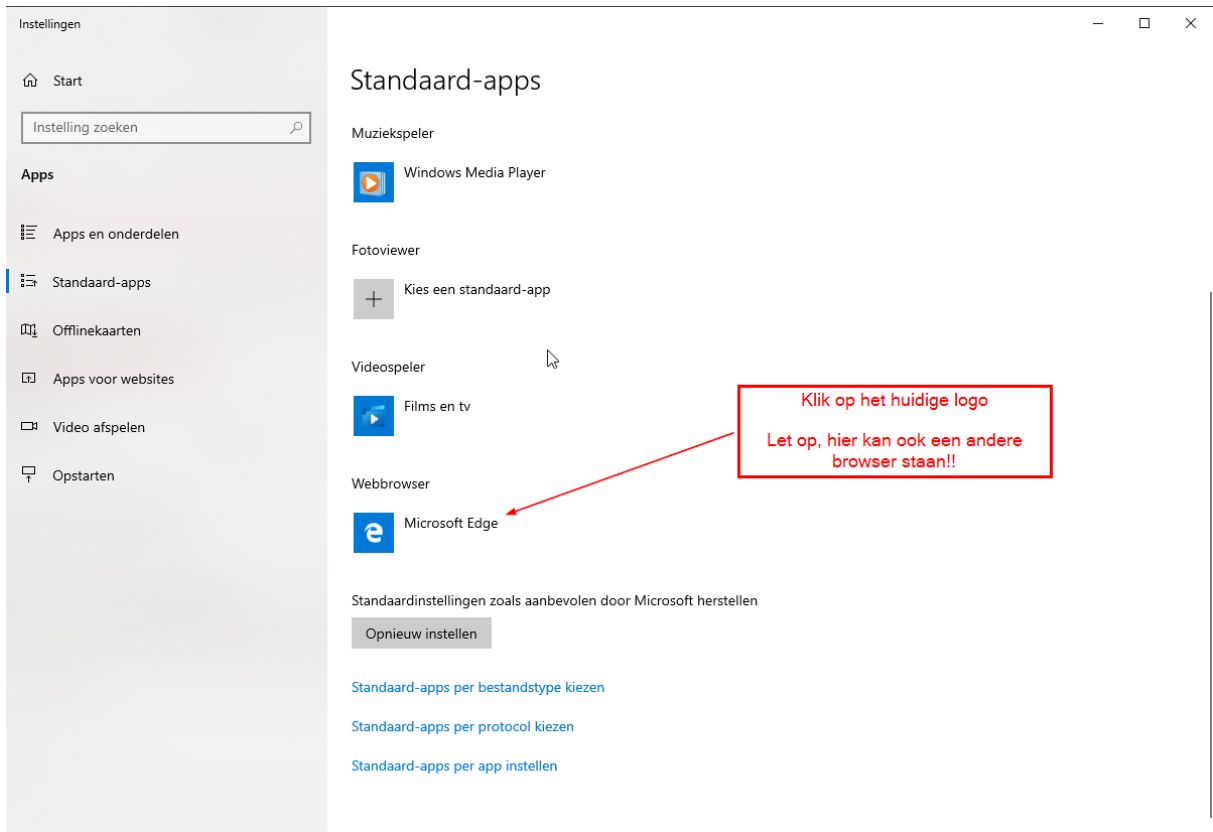 Instellingen
Start
Instelling zoeken
Apps
Apps en onderdelen
Standaard-apps
Offlinekaarten
Apps voor websites
Video afspelen
Opstarten
Standaard-apps
Muziekspeler
Windows Media Player
Fotoviewer
Kies een standaard-app
Videospeler
Films en tv
Webbrowser
Microsoft Edge
Klik op het huidige logo
Let op, hier kan ook een andere
browser staan!!
Standaardinstellingen zoals aanbevolen door Microsoft herstellen
Opnieuw instellen
Standaard-apps per bestandstype kiezen
Standaard-apps per protocol kiezen
Standaard-apps per app instellen